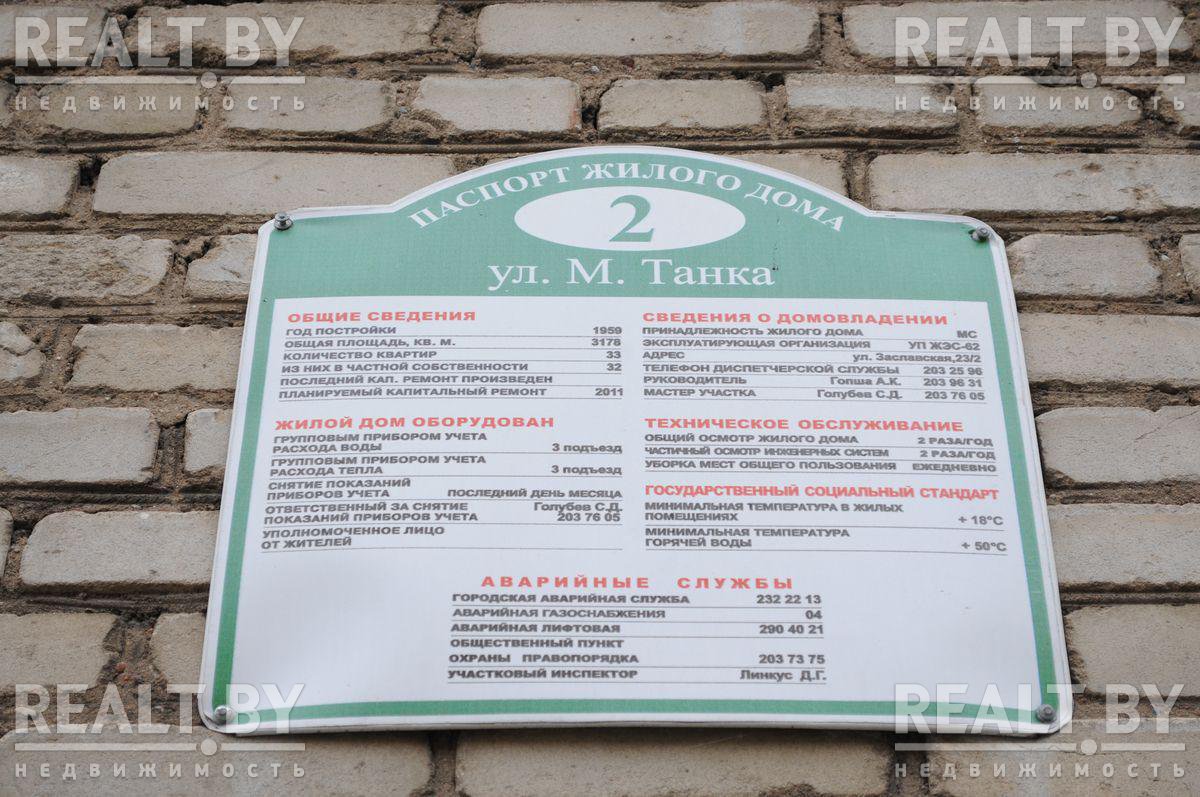 REALT BY
НЕДВИЖИМОСТЬ
REALT BY
НЕДВИЖИМОСТЬ
ПАСПОРТ ЖИЛОГО ДОМА
2
ул. М. Танка
ОБЩИЕ СВЕДЕНИЯ
ГОД ПОСТРОЙКИ 1959
ОБЩАЯ ПЛОЩАДЬ, КВ. М. 3178
КОЛИЧЕСТВО КВАРТИР 33
ИЗ НИХ В ЧАСТНОЙ СОБСТВЕННОСТИ 32
ПОСЛЕДНИЙ КАП. РЕМОНТ ПРОИЗВЕДЕН
ПЛАНИРУЕМЫЙ КАПИТАЛЬНЫЙ РЕМОНТ 2011
ЖИЛОЙ ДОМ ОБОРУДОВАН
ГРУППОВЫМ ПРИБОРОМ УЧЕТА
РАСХОДА ВОДЫ 3 подъезд
ГРУППОВЫМ ПРИБОРОМ УЧЕТА
РАСХОДА ТЕПЛА 3 подъезд
СНЯТИЕ ПОКАЗАНИЙ
ПРИБОРОВ УЧЕТА ПОСЛЕДНИЙ ДЕНЬ МЕСЯЦА
ОТВЕТСТВЕННЫЙ ЗА СНЯТИЕ Голубев С.Д.
ПОКАЗАНИЙ ПРИБОРОВ УЧЕТА 203 76 05
УПОЛНОМОЧЕННОЕ ЛИЦО
ОТ ЖИТЕЛЕЙ
СВЕДЕНИЯ О ДОМОВЛАДЕНИИ
ПРИНАДЛЕЖНОСТЬ ЖИЛОГО ДОМА МС
ЭКСПЛУАТИРУЮЩАЯ ОРГАНИЗАЦИЯ УП ЖЭС-62
АДРЕС ул. Заславская,23/2
ТЕЛЕФОН ДИСПЕТЧЕРСКОЙ СЛУЖБЫ 203 25 96
РУКОВОДИТЕЛЬ Гопша А.К. 203 96 31
МАСТЕР УЧАСТКА Голубев С.Д. 203 76 05
ТЕХНИЧЕСКОЕ ОБСЛУЖИВАНИЕ
ОБЩИЙ ОСМОТР ЖИЛОГО ДОМА 2 РАЗА/ГОД
ЧАСТИЧНЫЙ ОСМОТР ИНЖЕНЕРНЫХ СИСТЕМ 2 РАЗА/ГОД
УБОРКА МЕСТ ОБЩЕГО ПОЛЬЗОВАНИЯ ЕЖЕДНЕВНО
ГОСУДАРСТВЕННЫЙ СОЦИАЛЬНЫЙ СТАНДАРТ
МИНИМАЛЬНАЯ ТЕМПЕРАТУРА В ЖИЛЫХ
ПОМЕЩЕНИЯХ + 18°С
МИНИМАЛЬНАЯ ТЕМПЕРАТУРА
ГОРЯЧЕЙ ВОДЫ + 50°С
АВАРИЙНЫЕ СЛУЖБЫ
ГОРОДСКАЯ АВАРИЙНАЯ СЛУЖБА 232 22 13
АВАРИЙНАЯ ГАЗОСНАБЖЕНИЯ 04
АВАРИЙНАЯ ЛИФТОВАЯ 290 40 21
ОБЩЕСТВЕННЫЙ ПУНКТ
ОХРАНЫ ПРАВОПОРЯДКА 203 73 75
УЧАСТКОВЫЙ ИНСПЕКТОР Линкус Д.Г.
REALT BY
НЕДВИЖИМОСТЬ
REALT BY
НЕДВИЖИМОСТЬ